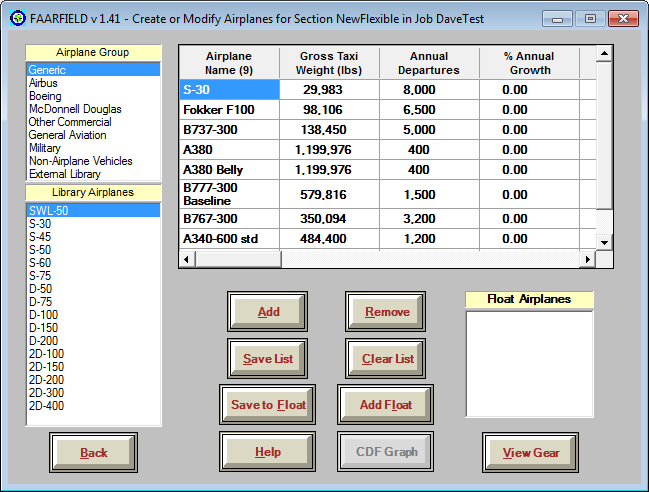 FAARFIELD v 1.41 - Create or Modify Airplanes for Section NewFlexible in Job DaveTest
Airplane Group
Generic
Airbus
Boeing
McDonnell Douglas
Other Commercial
General Aviation
Military
Non-Airplane Vehicles
External Library
Library Airplanes
SWL-50
S-30
S-45
S-50
S-60
S-75
D-50
D-75
D-100
D-150
D-200
2D-100
2D-150
2D-200
2D-300
2D-400
Airplane Gross Taxi Annual % Annual
Name (9) Weight (lbs) Departures Growth
S-30 29,983 8,000 0.00
Fokker F100 98,106 6,500 0.00
B737-300 138,450 5,000 0.00
A380 1,199,976 400 0.00
A380 Belly 1,199,976 400 0.00
B777-300
Baseline 579,816 1,500 0.00
B767-300 350,094 3,200 0.00
A340-600 std 484,400 1,200 0.00
Add Remove
Save List Clear List
Save to Float Add Float
Help CDF Graph
Float Airplanes
Back
View Gear